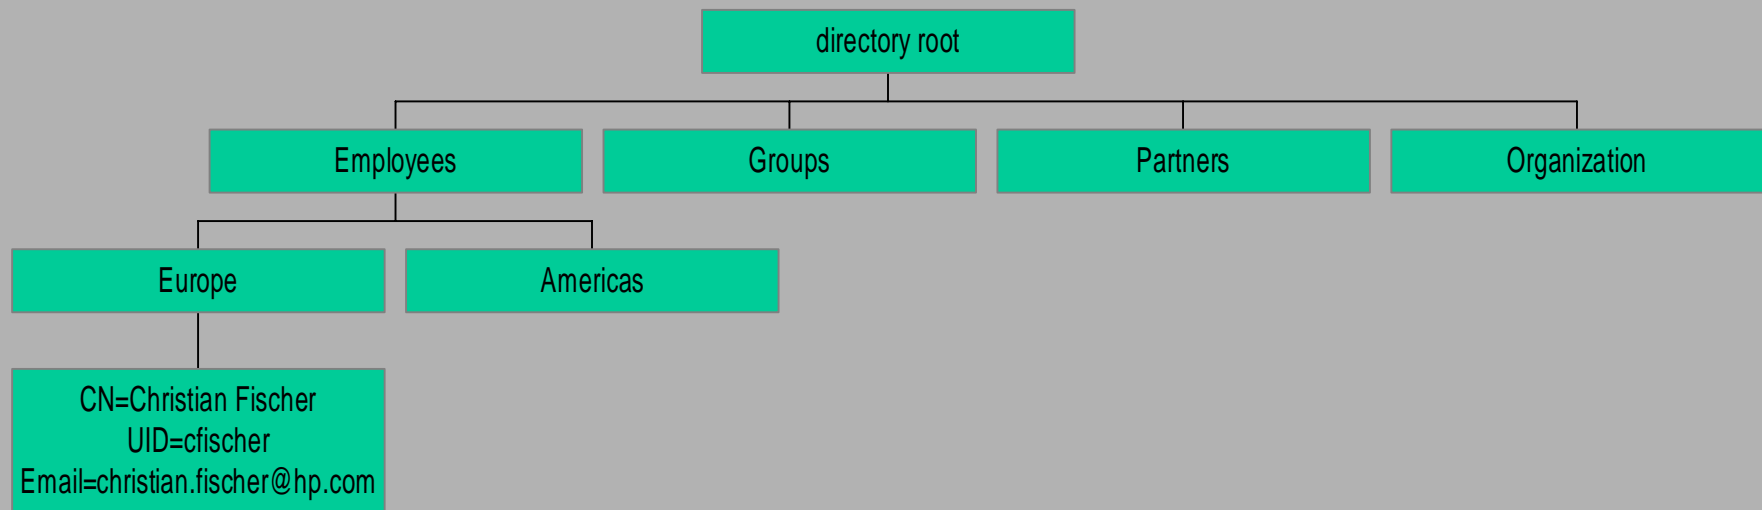 directory root
Employees
Groups
Partners
Organization
Europe
Americas
CN=Christian Fischer
UID=cfischer
Email=christian.fischer@hp.com